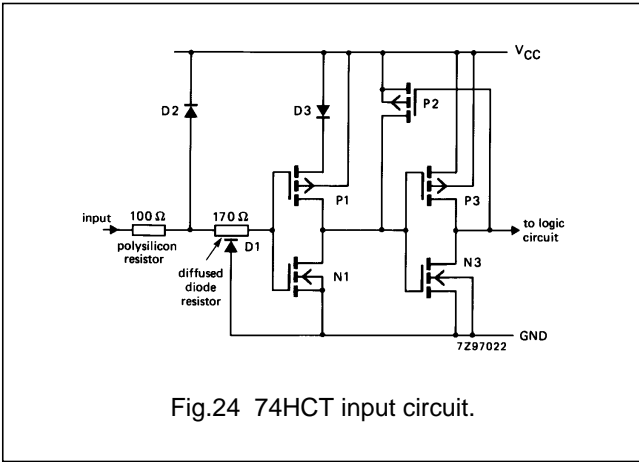 VCC
D2
D3
P2
P1
P3
input
100 Ω
170 Ω
polysilicon
resistor
D1
diffused
diode
resistor
N1
N3
to logic
circuit
GND
7Z97022
Fig.24 74HCT input circuit.